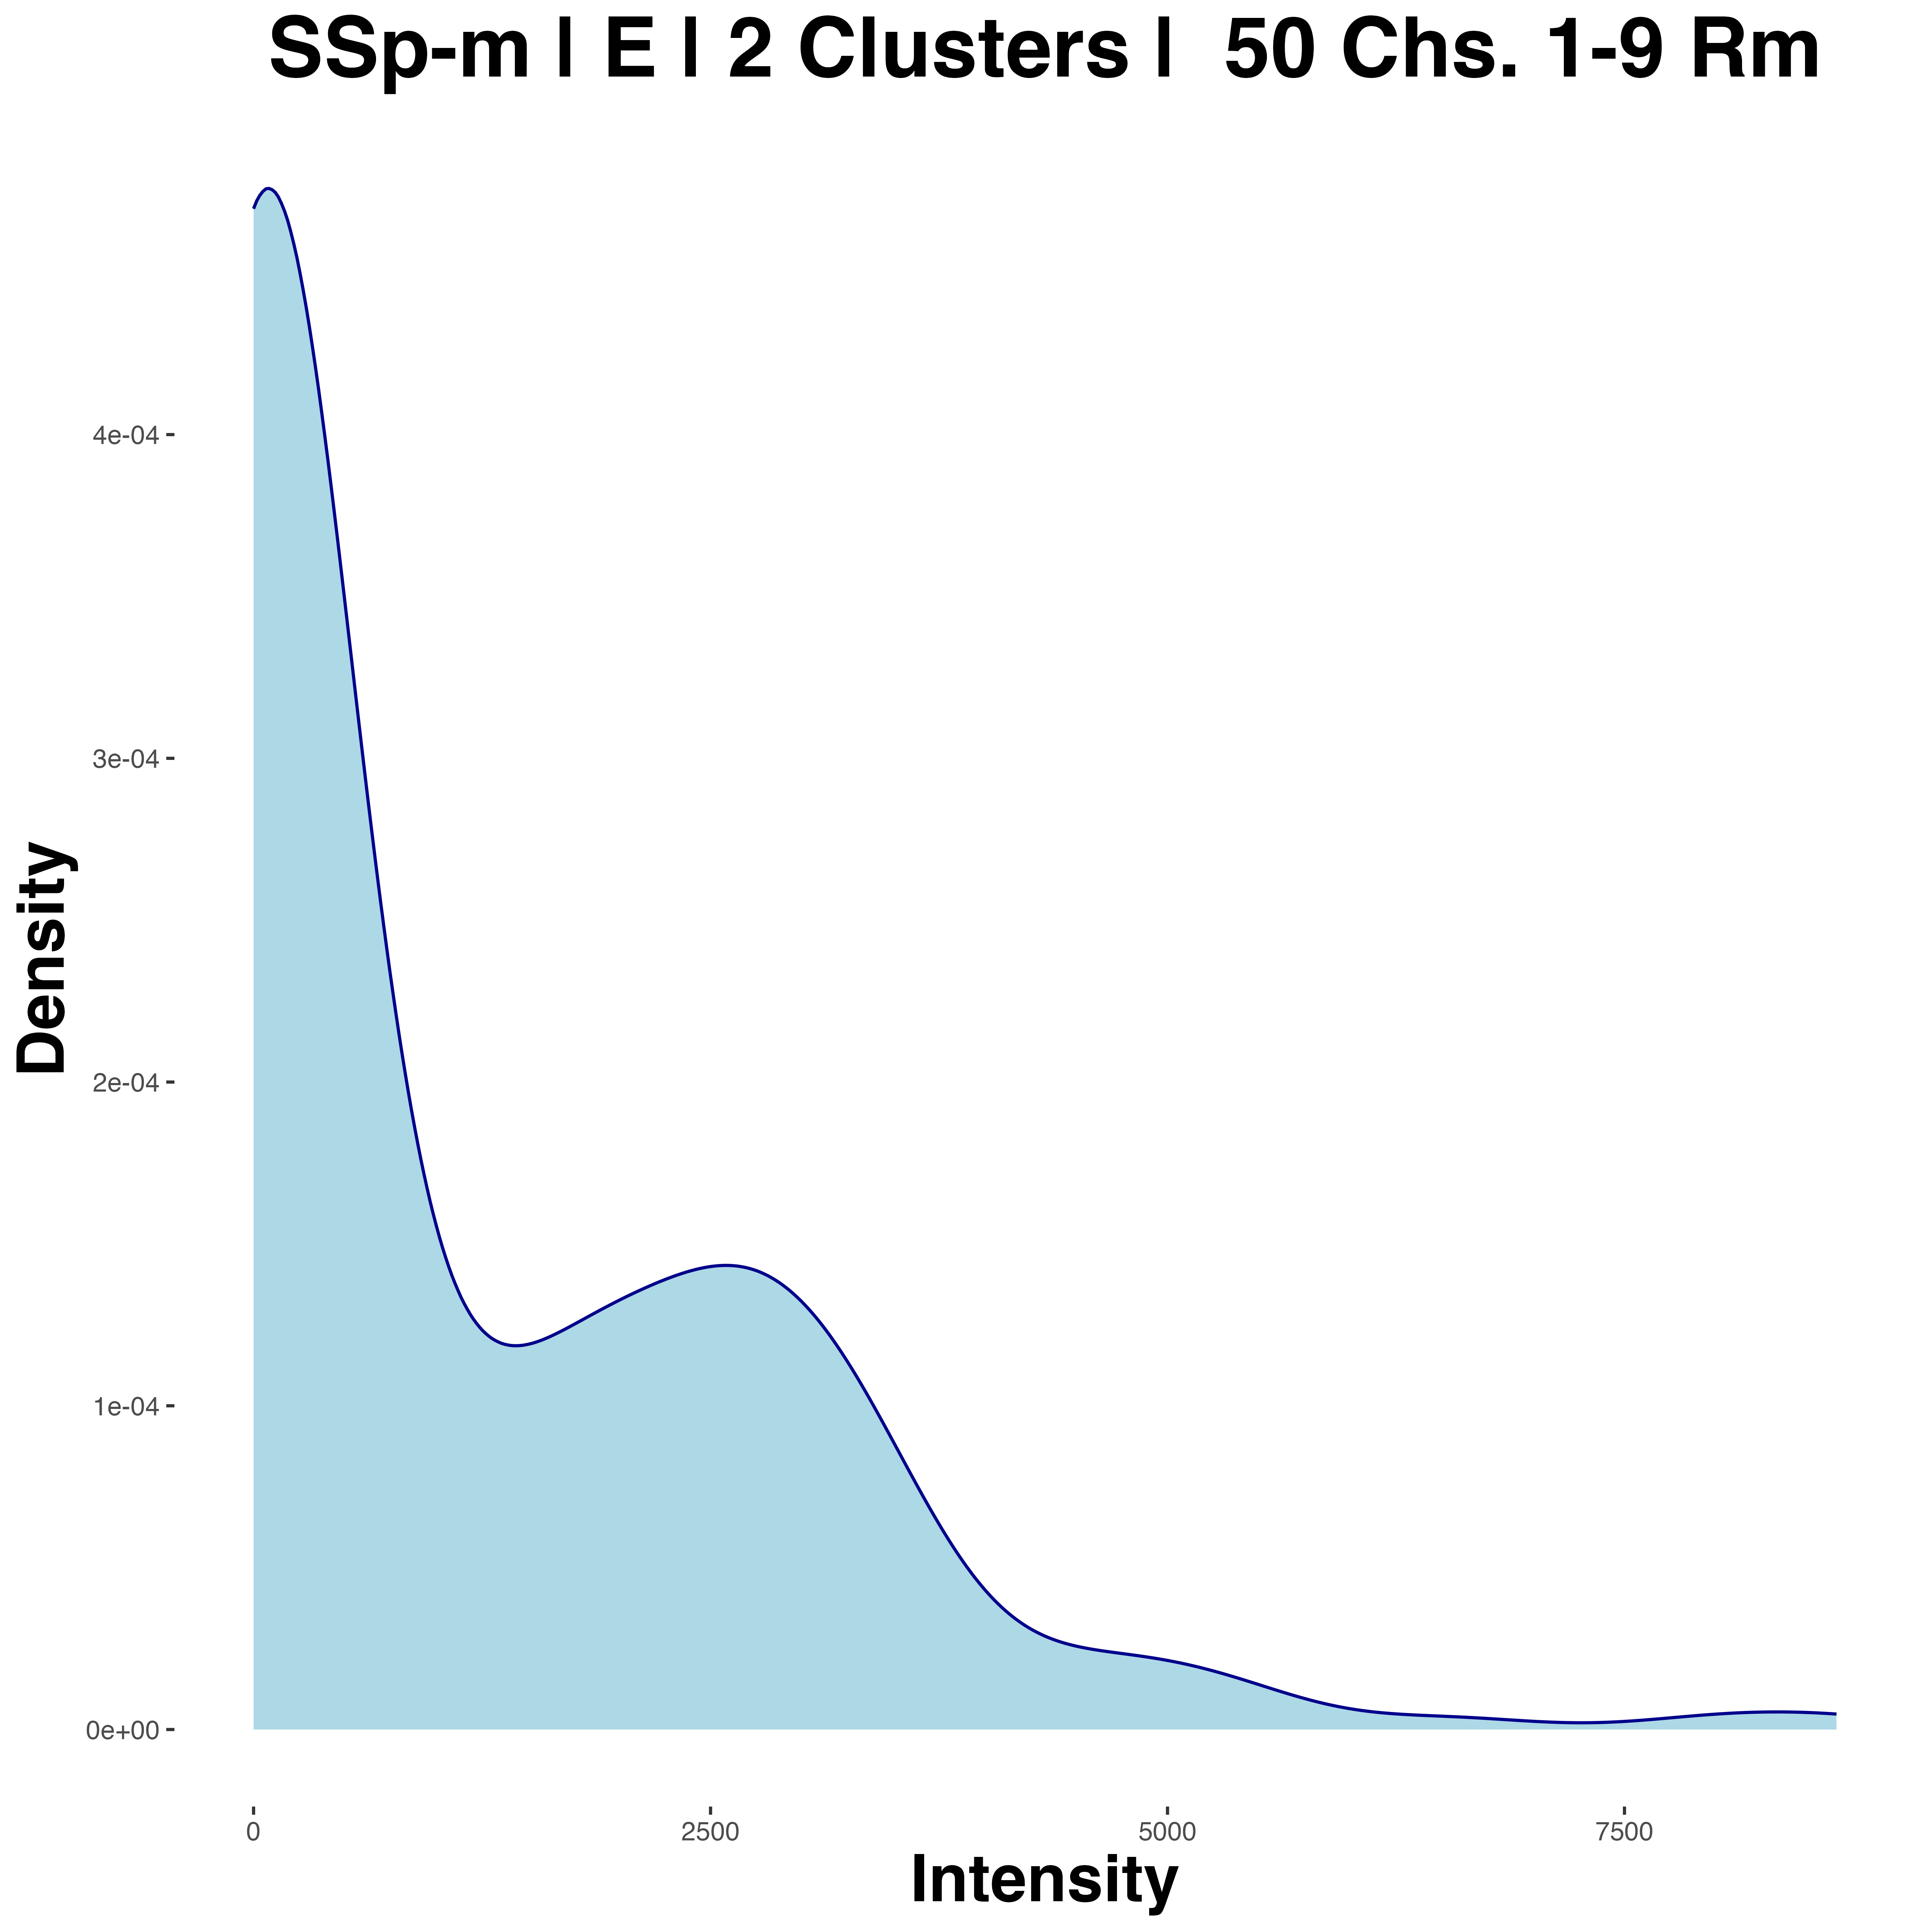 SSp-m | E | 2 Clusters |  50 Chs. 1-9 Rm
4e-04
3e-04
2e-04
1e-04
0e+00
Density
0 2500 5000 7500
Intensity